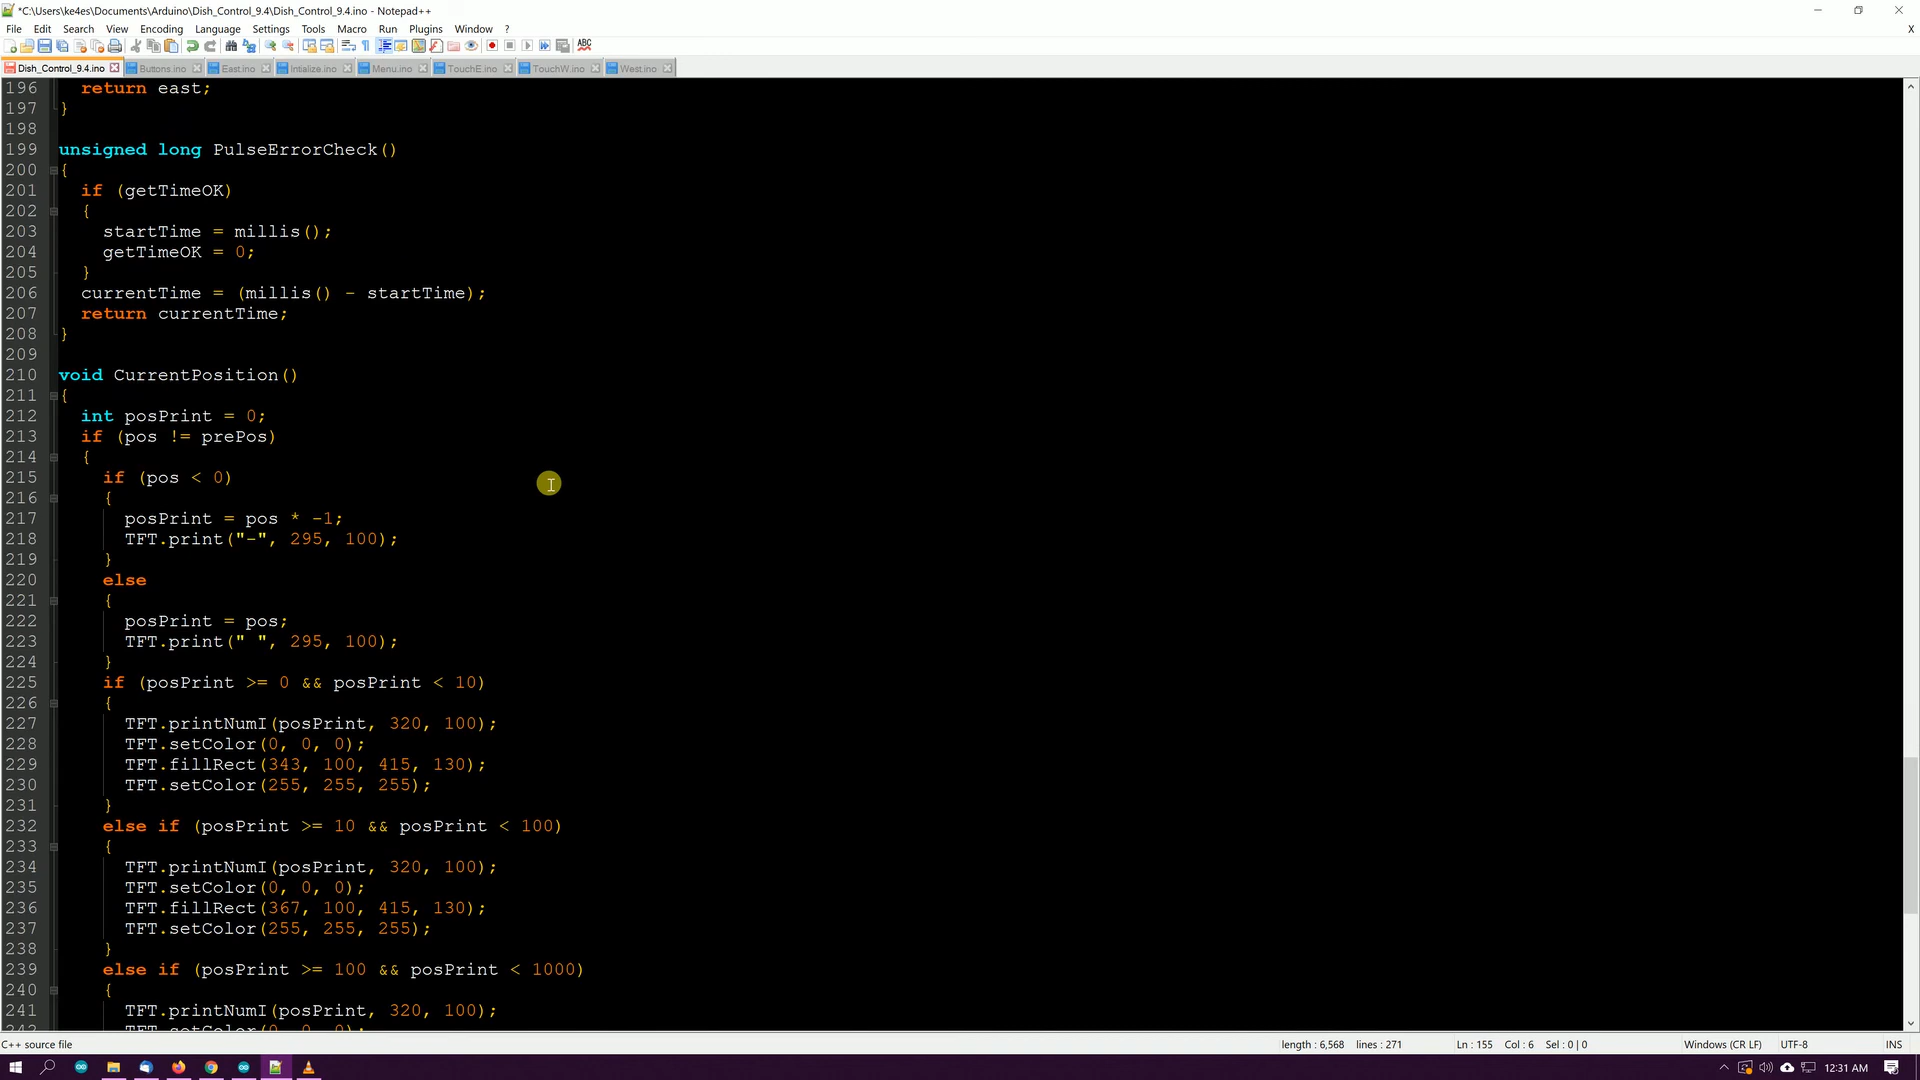 *C:\Users\ke4es\Documents\Arduino\Dish_Control_9.4\Dish_Control_9.4.ino - Notepad++
File Edit Search View Encoding Language Settings Tools Macro Run Plugins Window ? X
Dish_Control_9.4.ino Buttons.ino East.ino Intialize.ino Menu.ino TouchE.ino TouchW.ino West.ino
196 return east;
197 }
198
199 unsigned long PulseErrorCheck()
200 {
201 if (getTimeOK)
202 {
203 startTime = millis();
204 getTimeOK = 0;
205 }
206 currentTime = (millis() - startTime);
207 return currentTime;
208 }
209
210 void CurrentPosition()
211 {
212 int posPrint = 0;
213 if (pos != prePos)
214 {
215 if (pos < 0)
216 {
217 posPrint = pos * -1;
218 TFT.print("-", 295, 100);
219 }
220 else
221 {
222 posPrint = pos;
223 TFT.print(" ", 295, 100);
224 }
225 if (posPrint >= 0 && posPrint < 10)
226 {
227 TFT.printNumI(posPrint, 320, 100);
228 TFT.setColor(0, 0, 0);
229 TFT.fillRect(343, 100, 415, 130);
230 TFT.setColor(255, 255, 255);
231 }
232 else if (posPrint >= 10 && posPrint < 100)
233 {
234 TFT.printNumI(posPrint, 320, 100);
235 TFT.setColor(0, 0, 0);
236 TFT.fillRect(367, 100, 415, 130);
237 TFT.setColor(255, 255, 255);
238 }
239 else if (posPrint >= 100 && posPrint < 1000)
240 {
241 TFT.printNumI(posPrint, 320, 100);
242 TFT.setColor(0, 0, 0);
C++ source file length : 6,568 lines : 271 Ln : 155 Col : 6 Sel : 0 | 0 Windows (CR LF) UTF-8 INS
12:31 AM